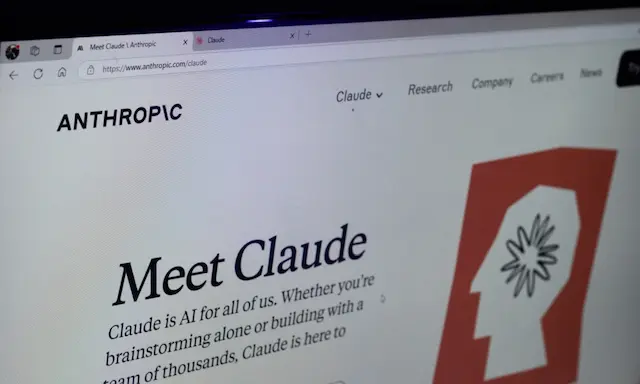 Meet Claude \ Anthropic
Claude
https://www.anthropic.com/claude
ANTHROP\C
Claude
Research
Company
Careers
News
Meet Claude
Claude is AI for all of us. Whether you're
brainstorming alone or building with a
team of thousands, Claude is here to